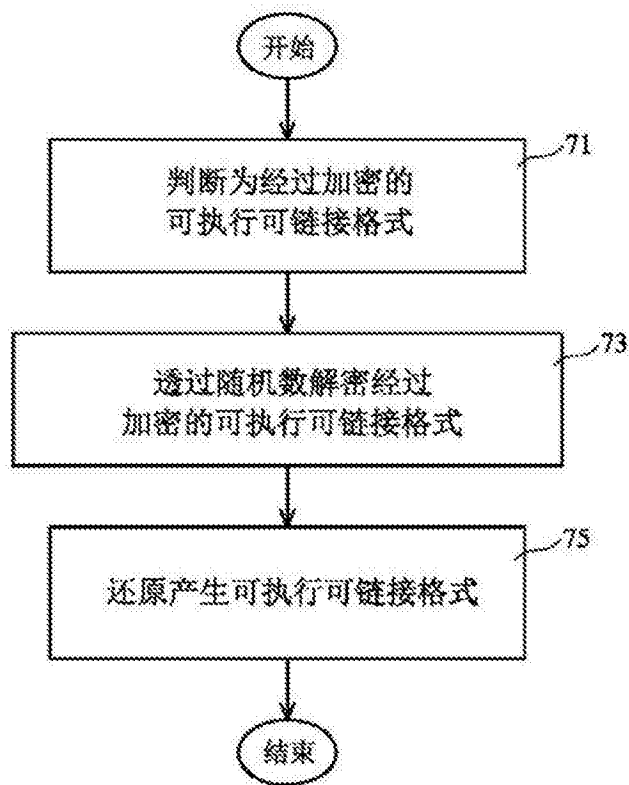 开始
71
判断为经过加密的
可执行可链接格式
73
透过随机数解密经过
加密的可执行可链接格式
75
还原产生可执行可链接格式
结束